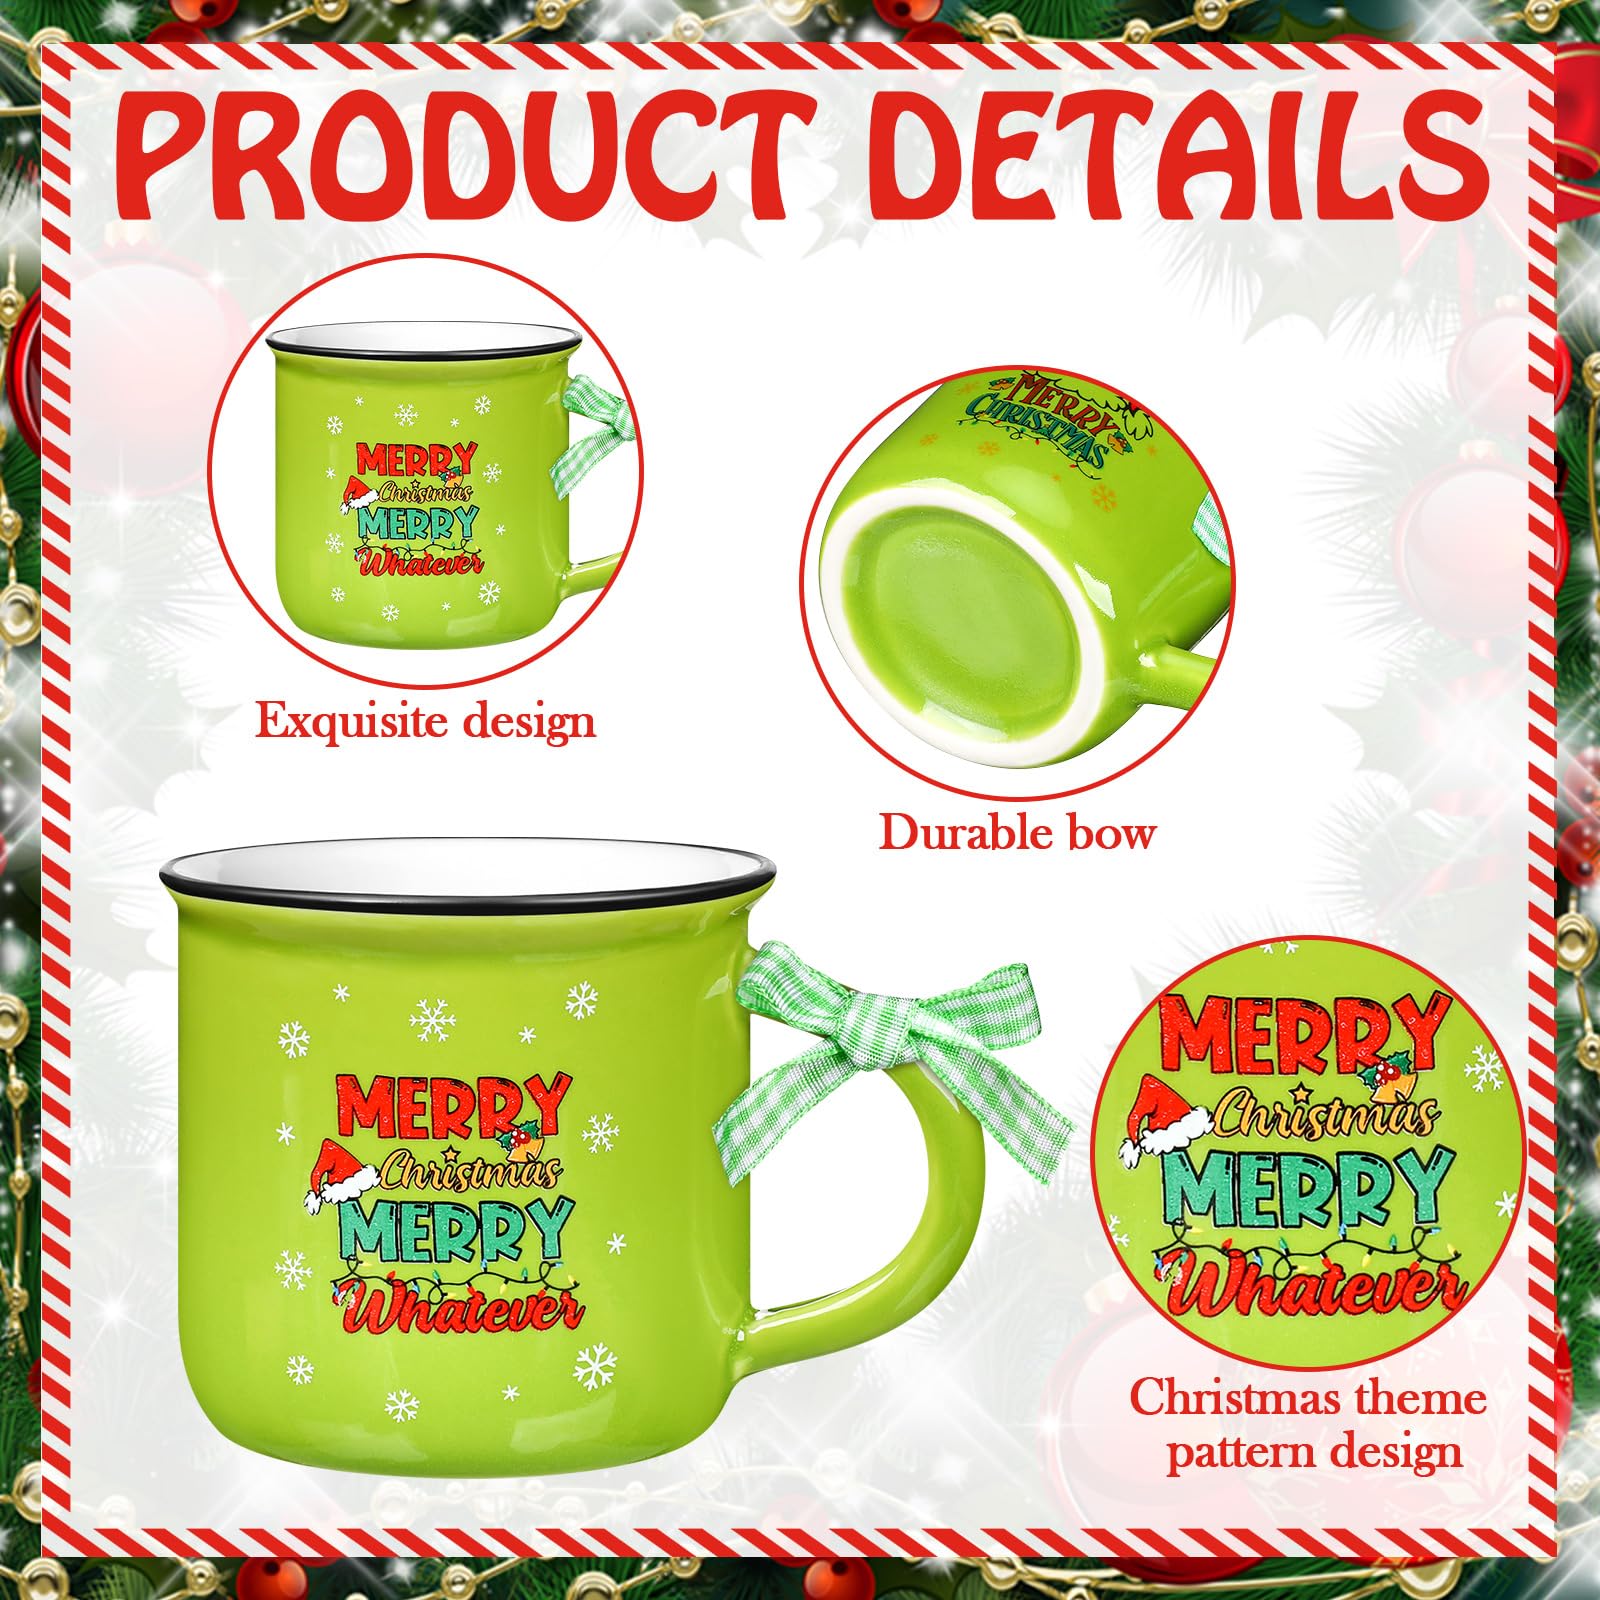 PRODUCT DETAILS
MERRY
Christmas
MERRY
Whatever
Exquisite design
MERRY
CHRISTMAS
Durable bow
MERRY
Christmas
MERRY
Whatever
MERRY
Christmas
MERRY
Whatever
Christmas theme
pattern design